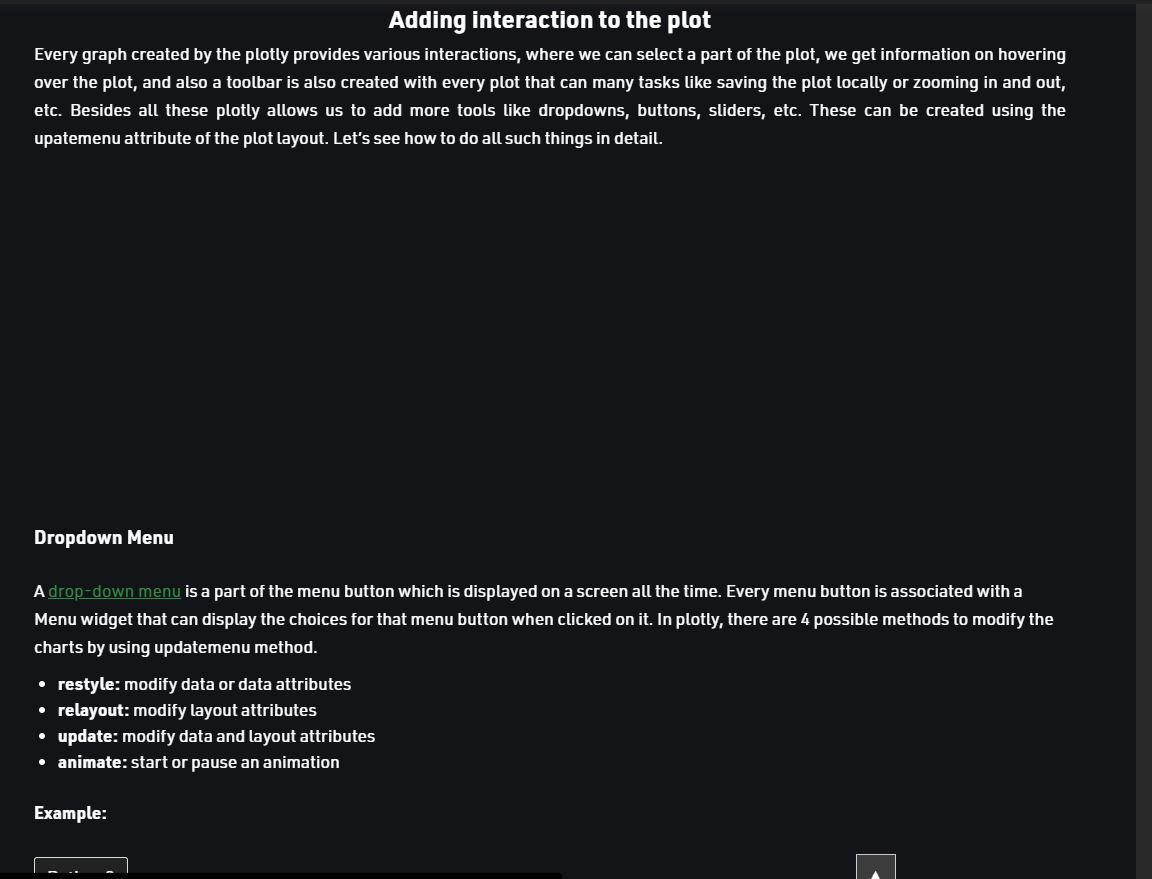 Adding interaction to the plot
Every graph created by the plotly provides various interactions, where we can select a part of the plot, we get information on hovering
over the plot, and also a toolbar is also created with every plot that can many tasks like saving the plot locally or zooming in and out,
etc. Besides all these plotly allows us to add more tools like dropdowns, buttons, sliders, etc. These can be created using the
upatemenu attribute of the plot layout. Let’s see how to do all such things in detail.
Dropdown Menu
A drop-down menu is a part of the menu button which is displayed on a screen all the time. Every menu button is associated with a
Menu widget that can display the choices for that menu button when clicked on it. In plotly, there are 4 possible methods to modify the
charts by using updatemenu method.
• restyle: modify data or data attributes
• relayout: modify layout attributes
• update: modify data and layout attributes
• animate: start or pause an animation
Example: